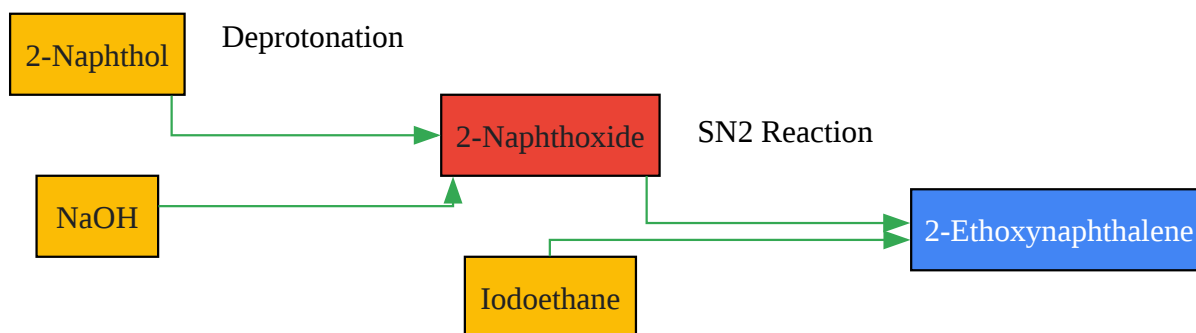 2-Naphthol
Deprotonation
2-Naphthoxide
SN2 Reaction
NaOH
2-Ethoxynaphthalene
Iodoethane